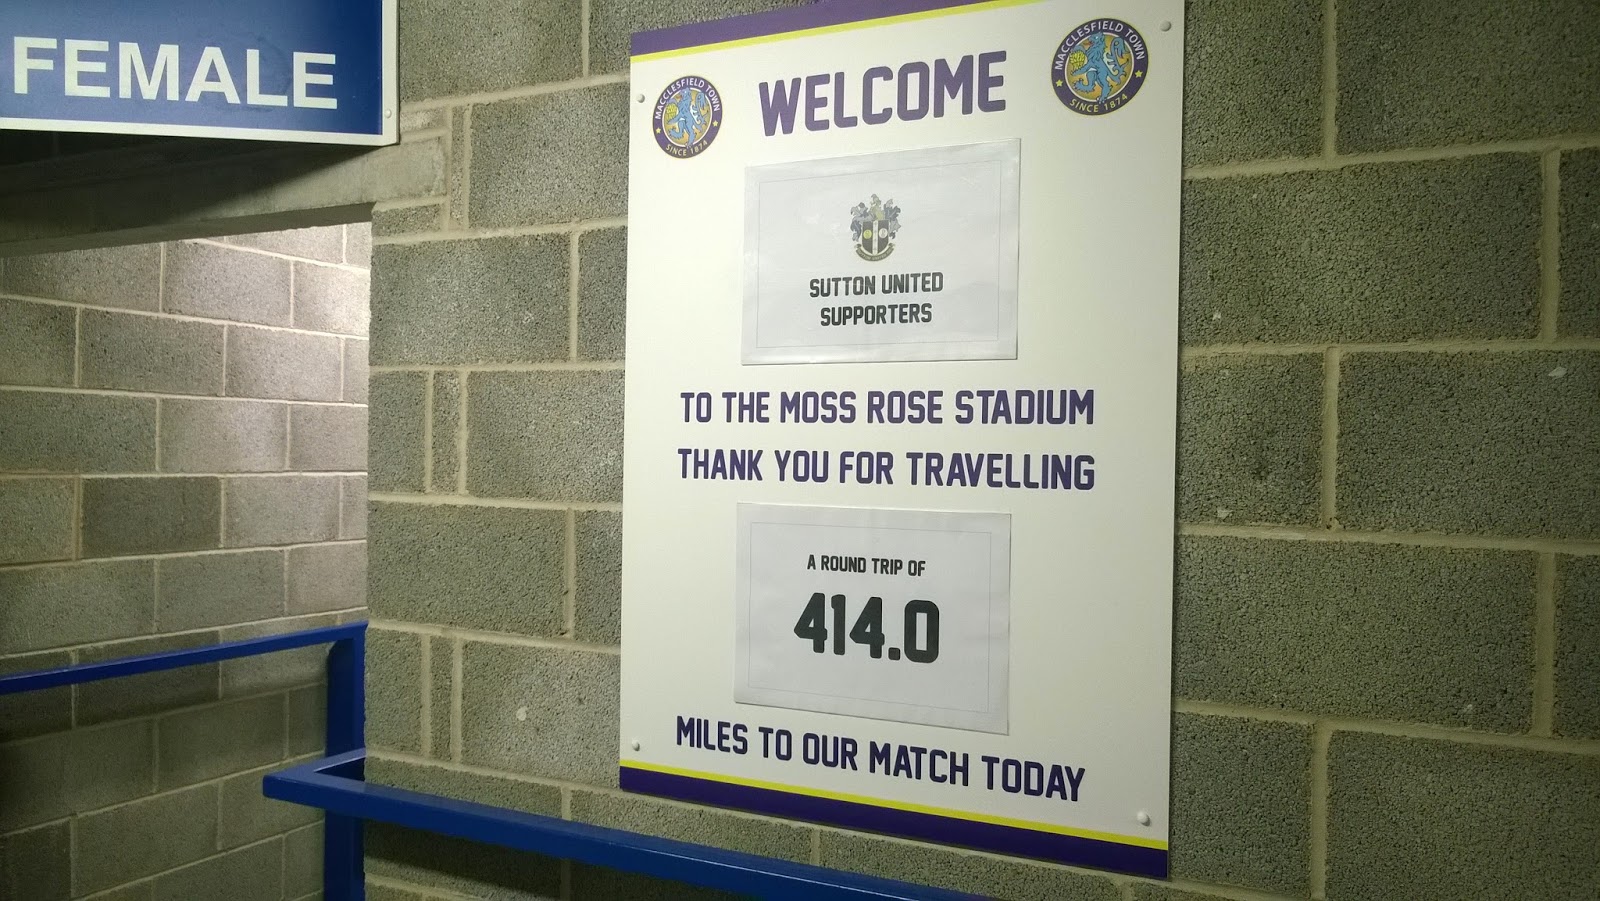 FEMALE
WELCOME
MACCLESFIELD TOWN
SINCE 1874
MACCLESFIELD TOWN
SINCE 1874
SUTTON UNITED
SUPPORTERS
TO THE MOSS ROSE STADIUM
THANK YOU FOR TRAVELLING
A ROUND TRIP OF
414.0
MILES TO OUR MATCH TODAY